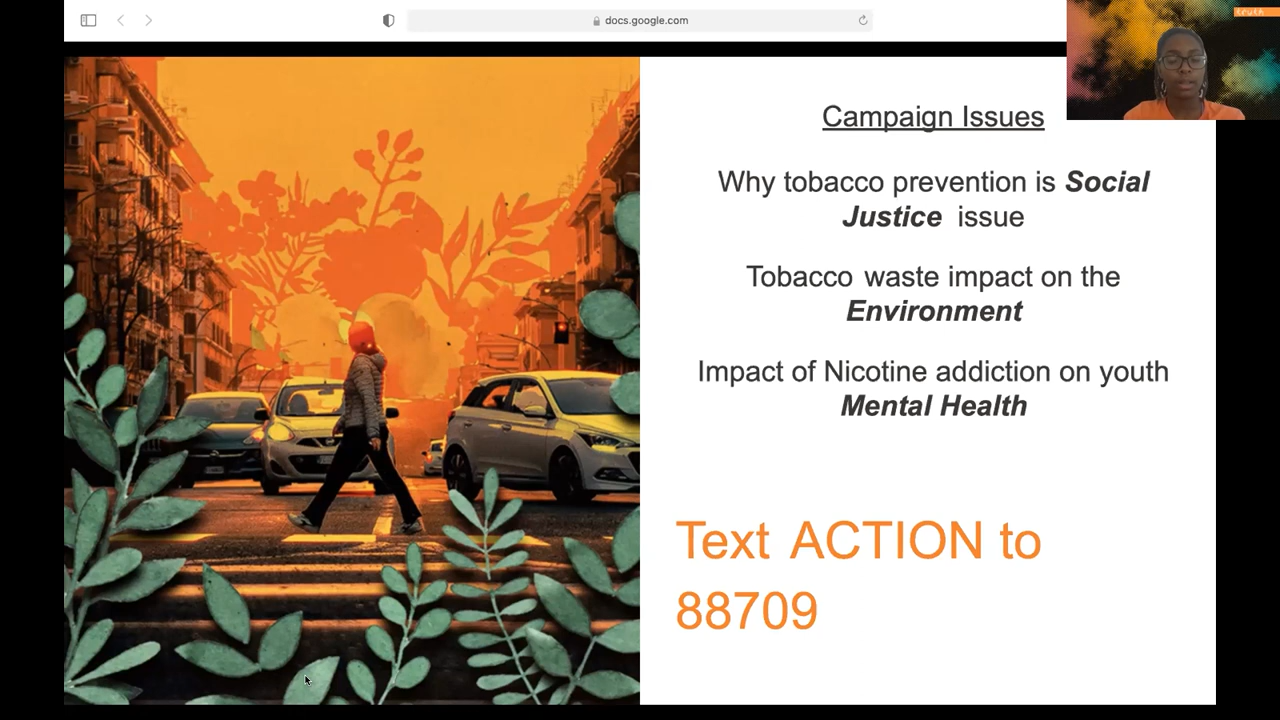 docs.google.com
truth
Campaign Issues
Why tobacco prevention is Social
Justice issue
Tobacco waste impact on the
Environment
Impact of Nicotine addiction on youth
Mental Health
Text ACTION to
88709